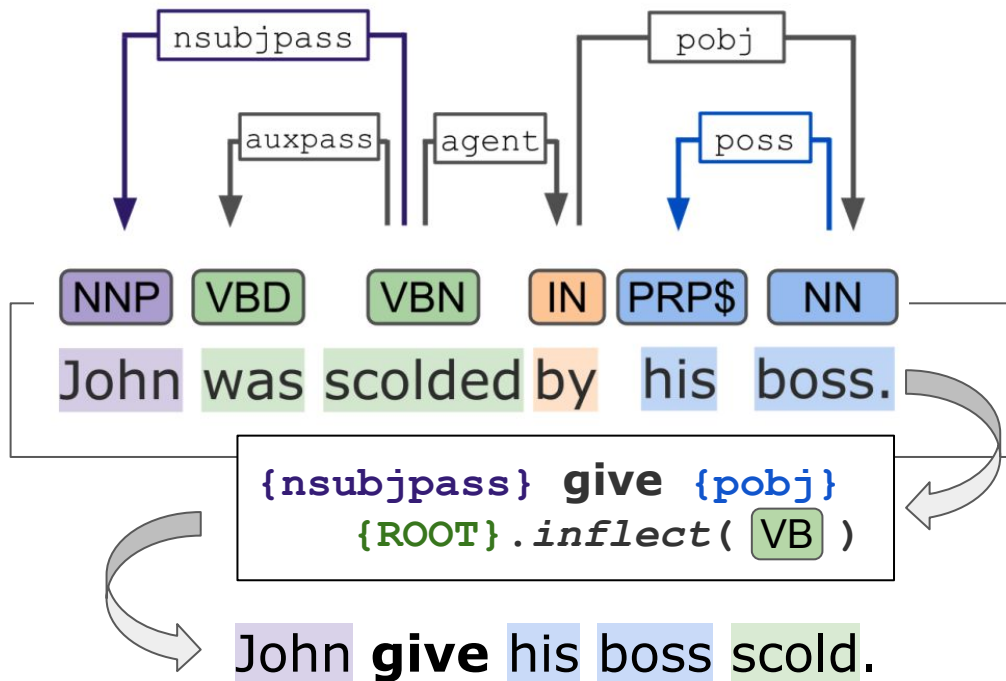 nsubjpass pobj
auxpass agent poss
NNP VBD VBN IN PRP$ NN
John was scolded by his boss.
{nsubjpass} give {pobj}
{ROOT}.inflect( VB )
John give his boss scold.